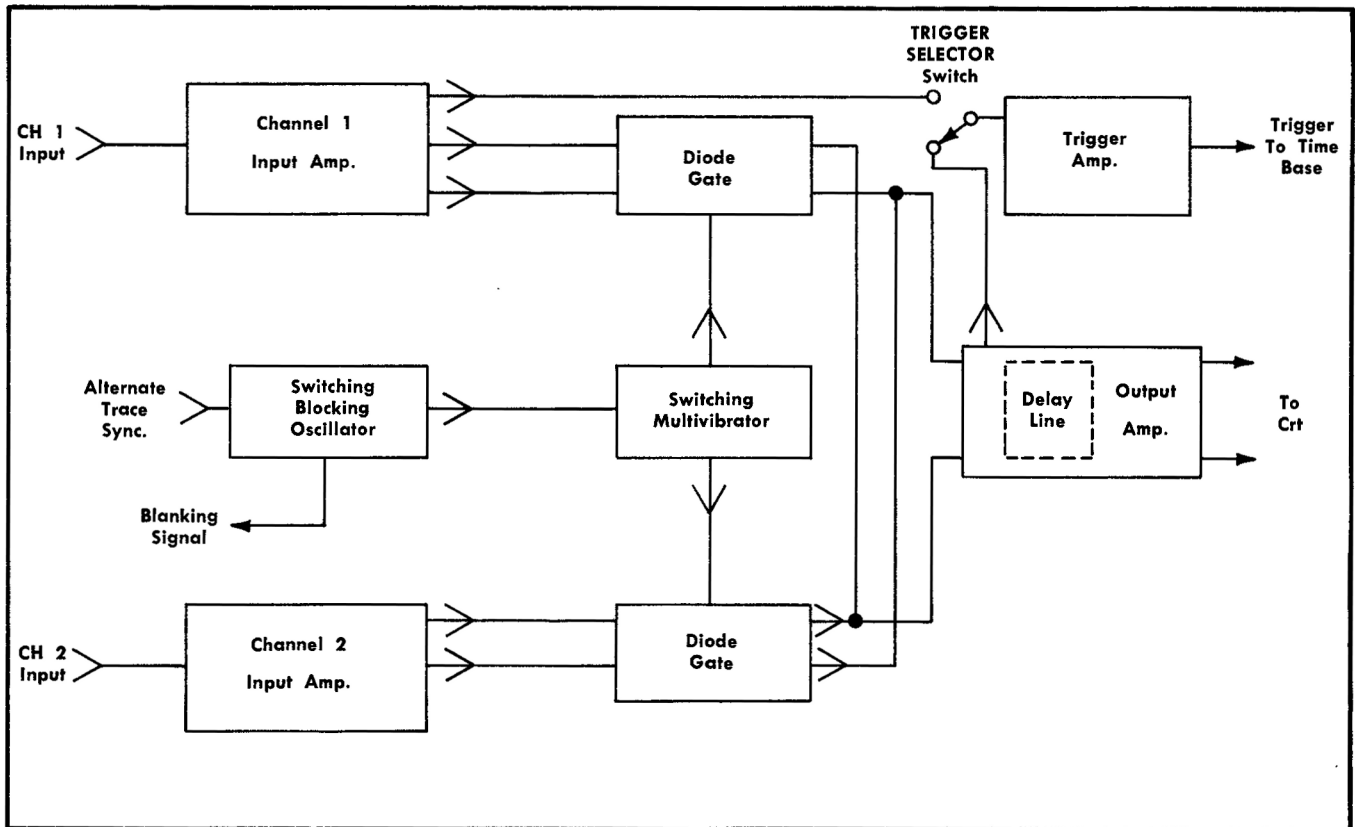 TRIGGER
SELECTOR
Switch
CH 1
Input
Channel 1
Input Amp.
Diode
Gate
Trigger
Amp.
Trigger
To Time
Base
Alternate
Trace
Sync.
Switching
Blocking
Oscillator
Switching
Multivibrator
Delay
Line
Output
Amp.
To
Crt
Blanking
Signal
CH 2
Input
Channel 2
Input Amp.
Diode
Gate